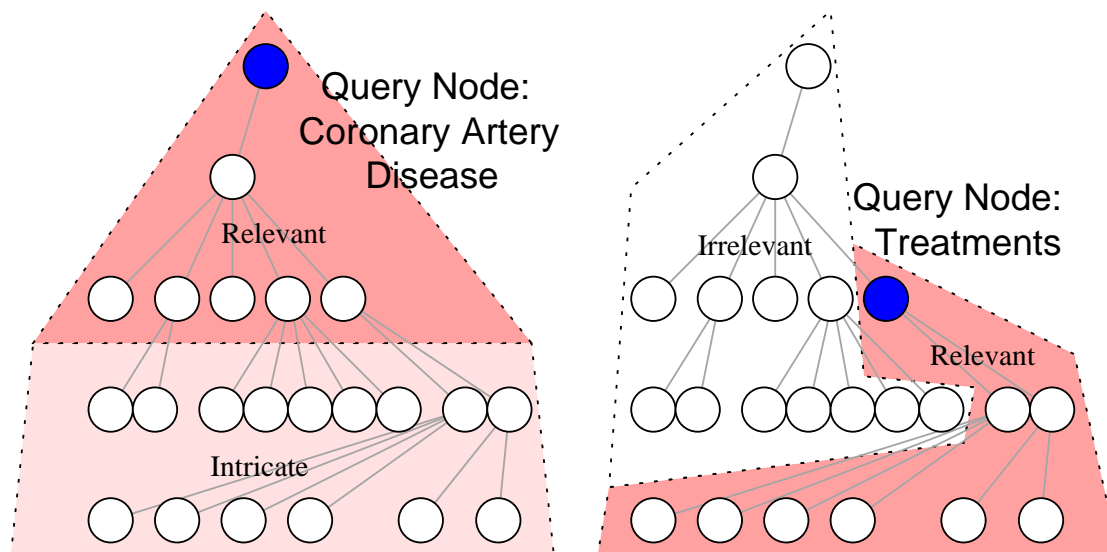 Query Node:
Coronary Artery
Disease
Relevant
Intricate
Query Node:
Treatments
Irrelevant
Relevant